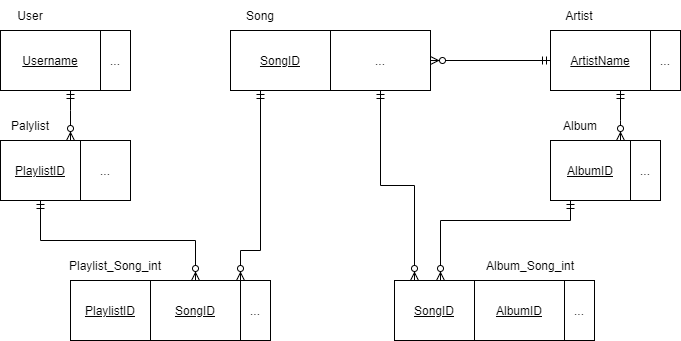 User
Song
Artist
Username
...
SongID
...
ArtistName
...
Palylist
Album
PlaylistID
...
AlbumID
...
Playlist_Song_int
Album_Song_int
PlaylistID
SongID
...
SongID
AlbumID
...